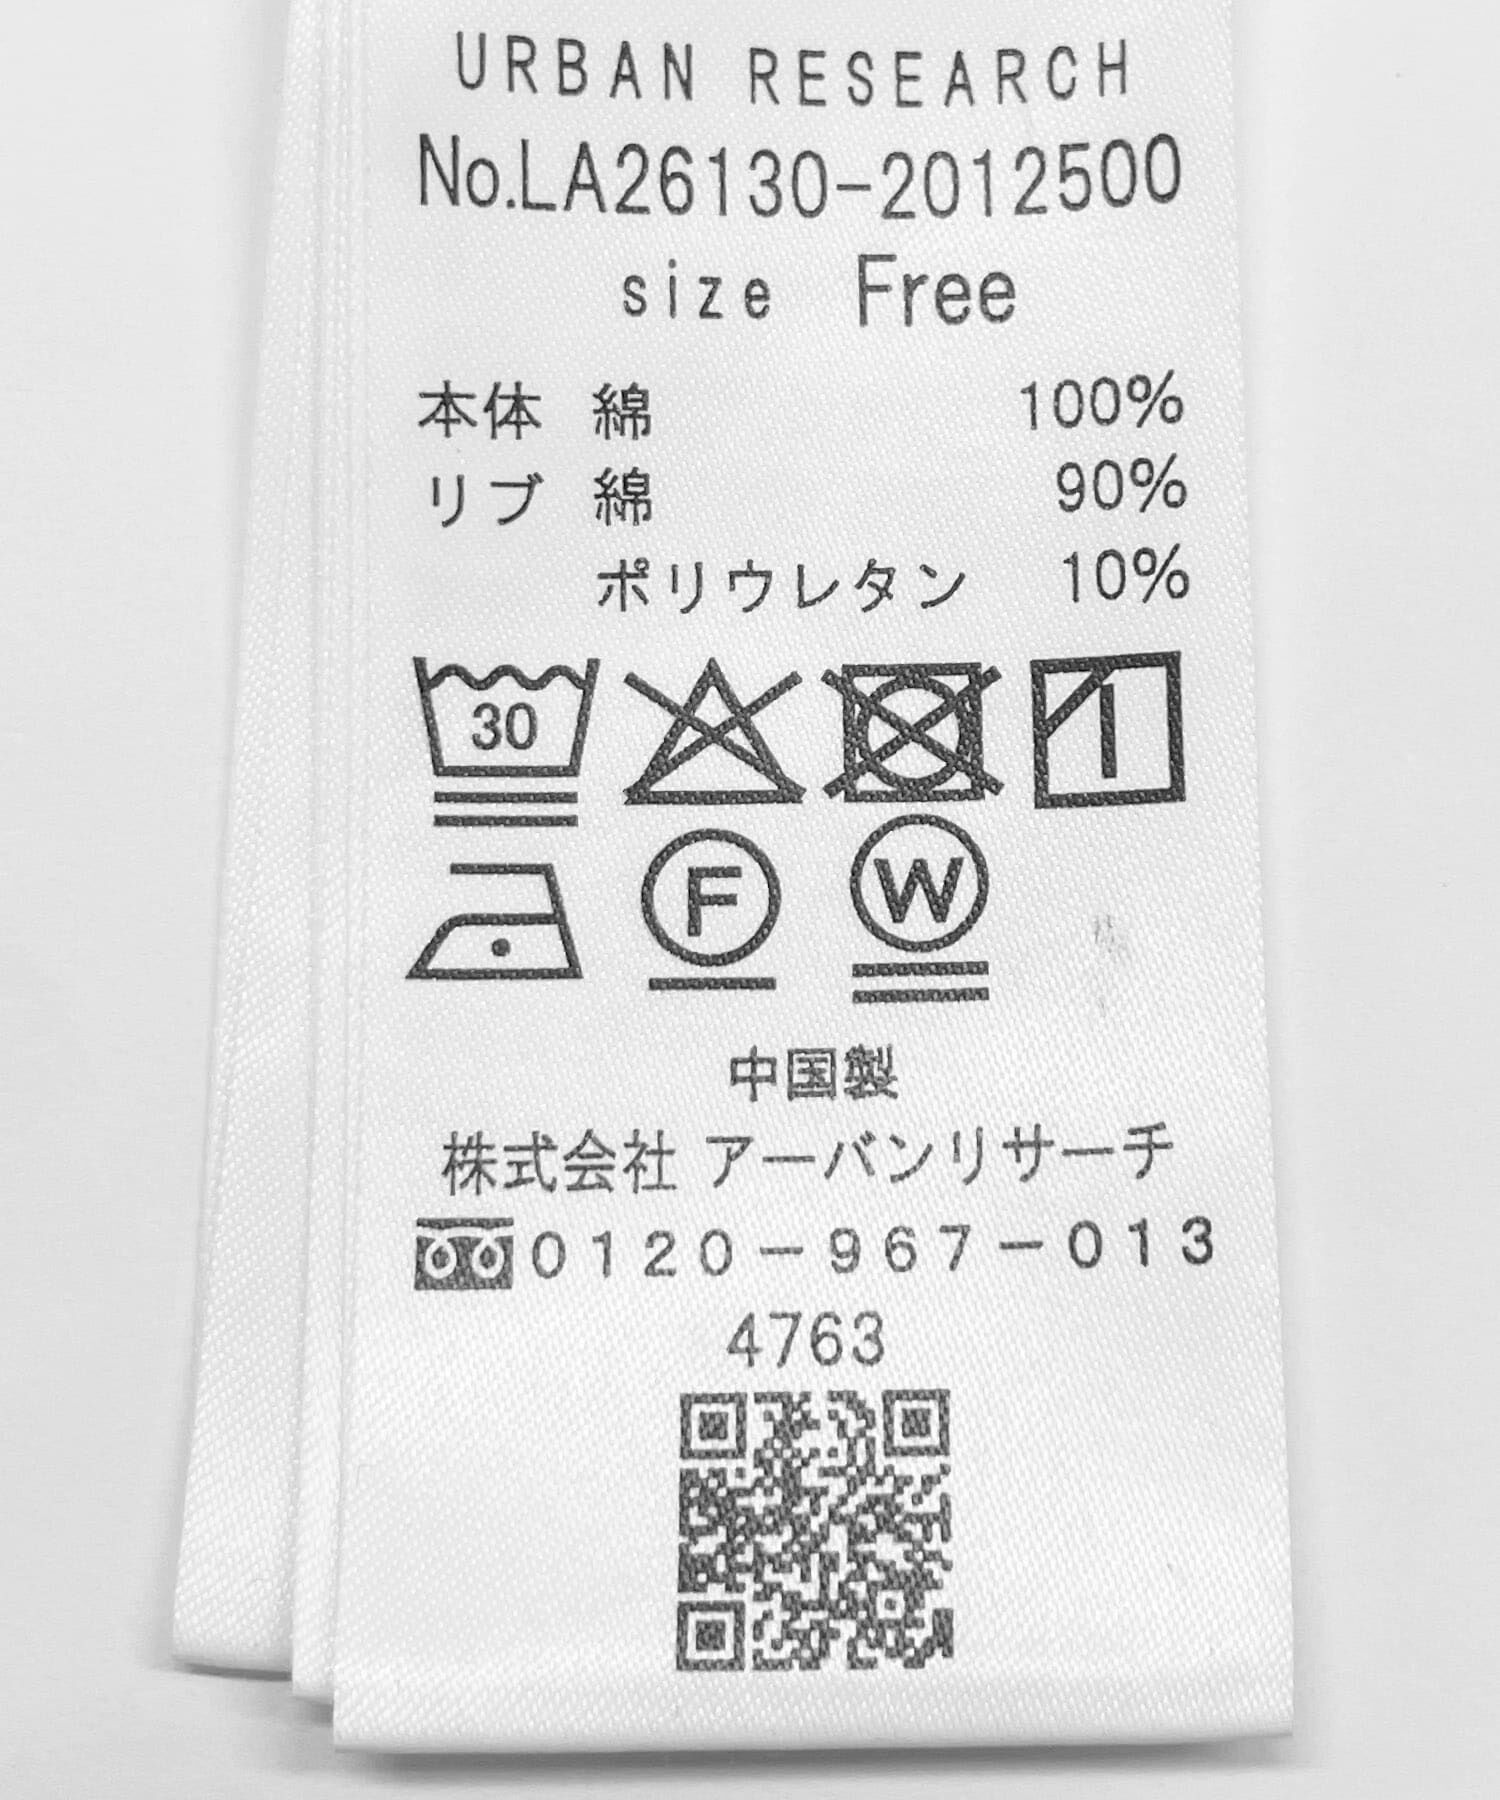 URBAN RESEARCH
No.LA26130-2012500
size Free
本体 綿 100%
リブ 綿 90%
ポリウレタン 10%
30
F W
中国製
株式会社 アーバンリサーチ
0120-967-013
4763